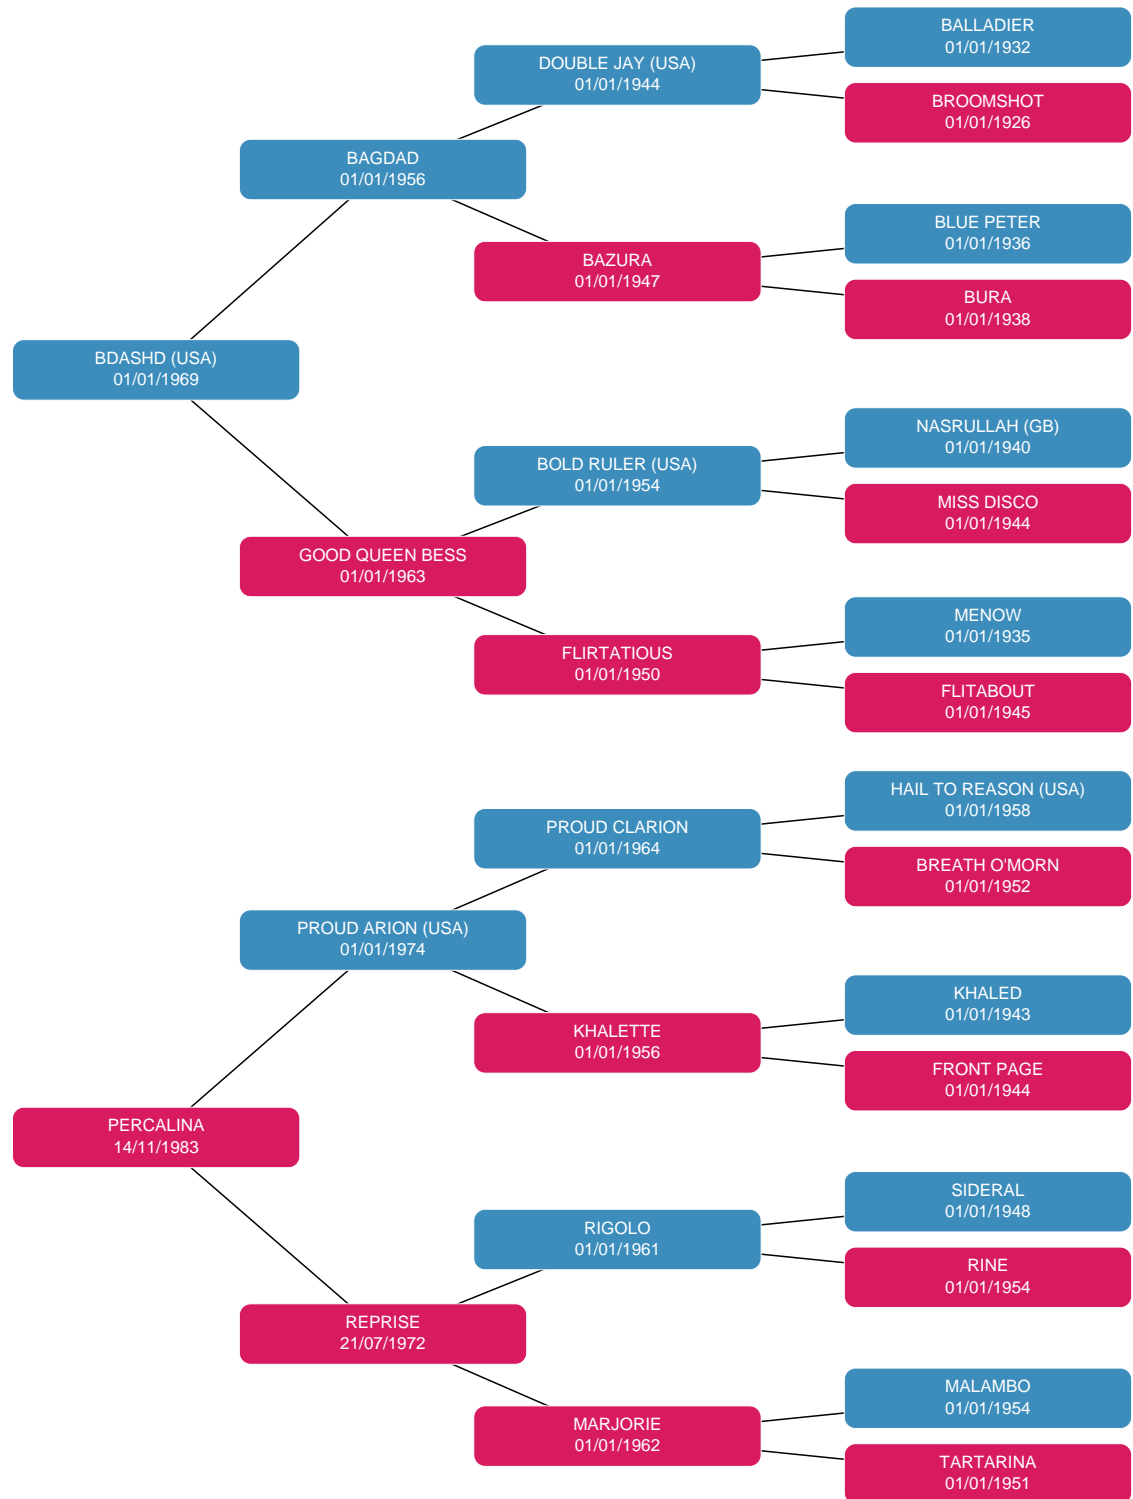 BALLADIER
01/01/1932
DOUBLE JAY (USA)
01/01/1944
BROOMSHOT
01/01/1926
BAGDAD
01/01/1956
BLUE PETER
01/01/1936
BAZURA
01/01/1947
BURA
01/01/1938
BDASHD (USA)
01/01/1969
NASRULLAH (GB)
01/01/1940
BOLD RULER (USA)
01/01/1954
MISS DISCO
01/01/1944
GOOD QUEEN BESS
01/01/1963
MENOW
01/01/1935
FLIRTATIOUS
01/01/1950
FLITABOUT
01/01/1945
HAIL TO REASON (USA)
01/01/1958
PROUD CLARION
01/01/1964
BREATH O'MORN
01/01/1952
PROUD ARION (USA)
01/01/1974
KHALED
01/01/1943
KHALETTE
01/01/1956
FRONT PAGE
01/01/1944
PERCALINA
14/11/1983
SIDERAL
01/01/1948
RIGOLO
01/01/1961
RINE
01/01/1954
REPRISE
21/07/1972
MALAMBO
01/01/1954
MARJORIE
01/01/1962
TARTARINA
01/01/1951